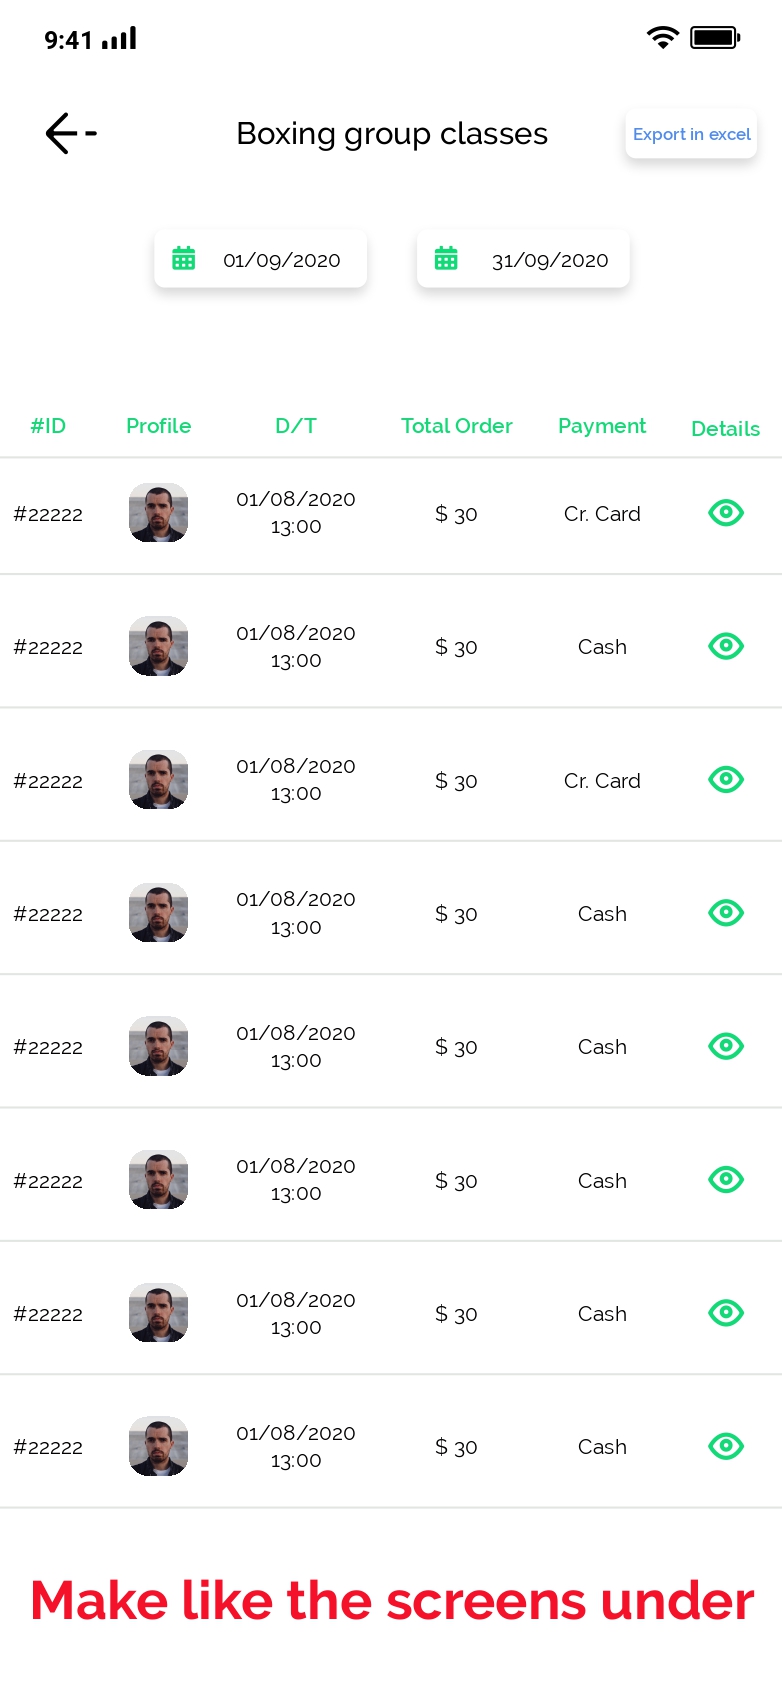 9:41
Boxing group classes
Export in excel
01/09/2020 31/09/2020
#ID Profile D/T Total Order Payment Details
#22222 01/08/2020 13:00 $ 30 Cr. Card
#22222 01/08/2020 13:00 $ 30 Cash
#22222 01/08/2020 13:00 $ 30 Cr. Card
#22222 01/08/2020 13:00 $ 30 Cash
#22222 01/08/2020 13:00 $ 30 Cash
#22222 01/08/2020 13:00 $ 30 Cash
#22222 01/08/2020 13:00 $ 30 Cash
#22222 01/08/2020 13:00 $ 30 Cash
Make like the screens under